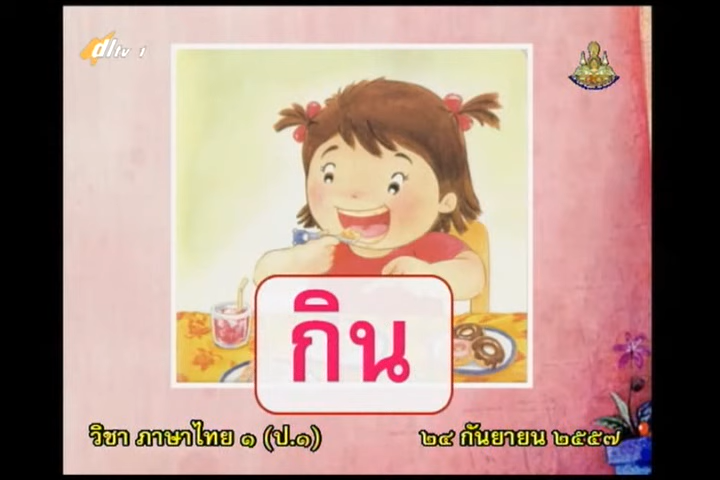 dltv 1
กิน
วิชา ภาษาไทย ๑ (ป.๑)
๒๔ กันยายน ๒๕๕๗